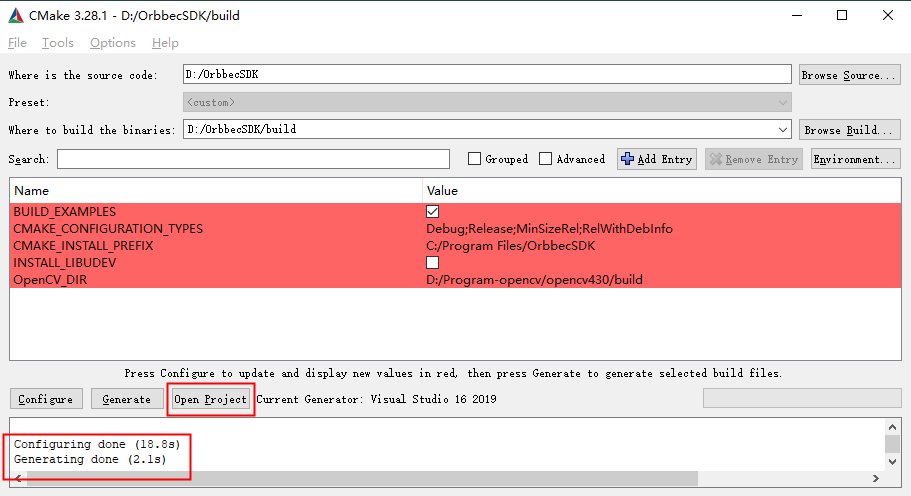 CMake 3.28.1 - D:/OrbbecSDK/build
File Tools Options Help
Where is the source code: D:/OrbbecSDK Browse Source...
Preset: <custom>
Where to build the binaries: D:/OrbbecSDK/build Browse Build...
Search: Grouped Advanced Add Entry Remove Entry Environment...
Name Value
BUILD_EXAMPLES
CMAKE_CONFIGURATION_TYPES Debug;Release;MinSizeRel;RelWithDebInfo
CMAKE_INSTALL_PREFIX C:/Program Files/OrbbecSDK
INSTALL_LIBUDEV
OpenCV_DIR D:/Program-opencv/opencv430/build
Press Configure to update and display new values in red, then press Generate to generate selected build files.
Configure Generate Open Project Current Generator: Visual Studio 16 2019
Configuring done (18.8s)
Generating done (2.1s)